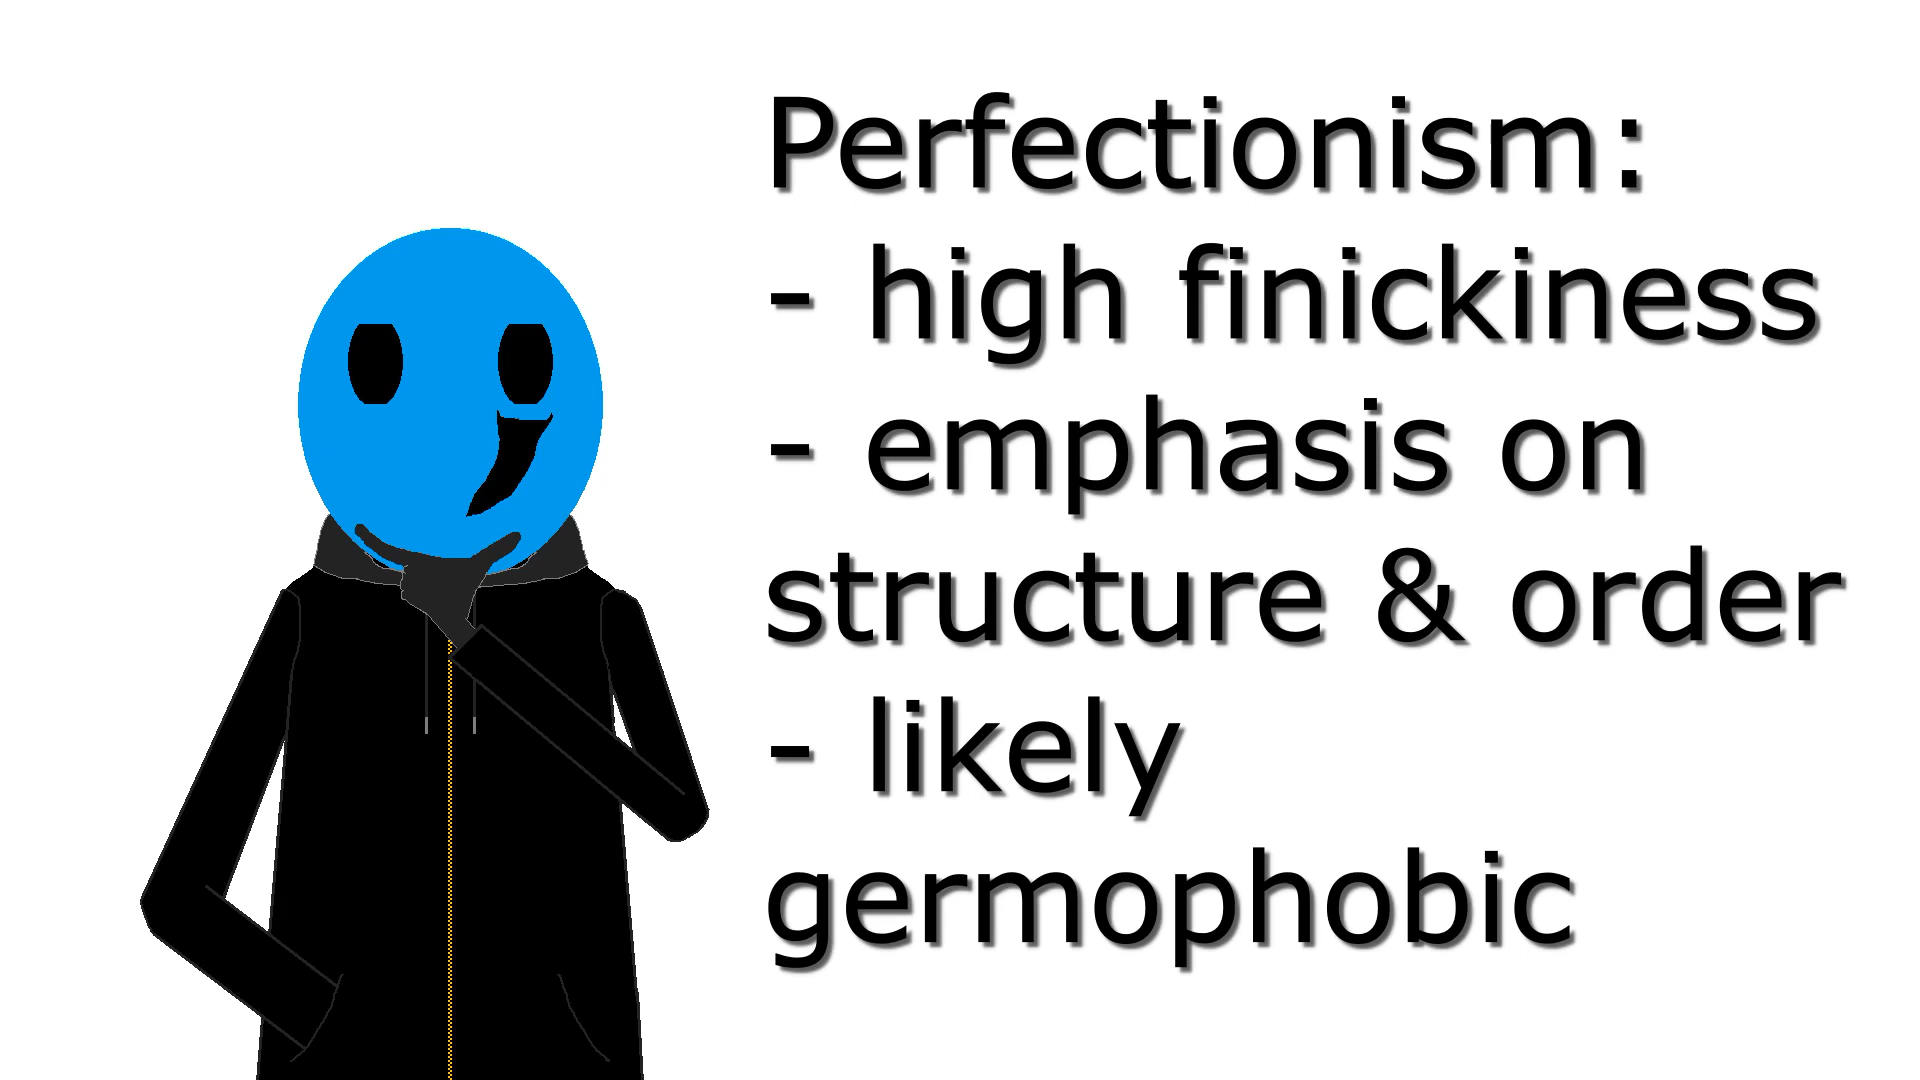 Perfectionism:
- high finickiness
- emphasis on
structure & order
- likely
germophobic